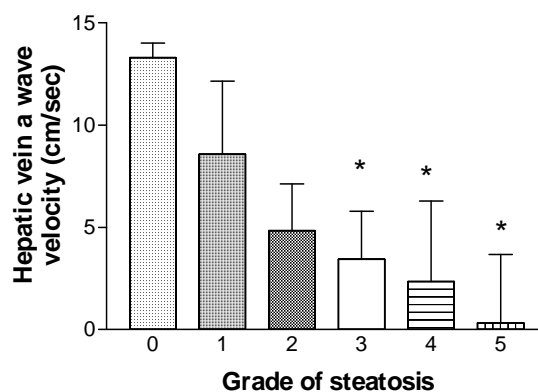 Hepatic vein a wave
velocity (cm/sec)
15
10
5
0
*
*
*
0 1 2 3 4 5
Grade of steatosis